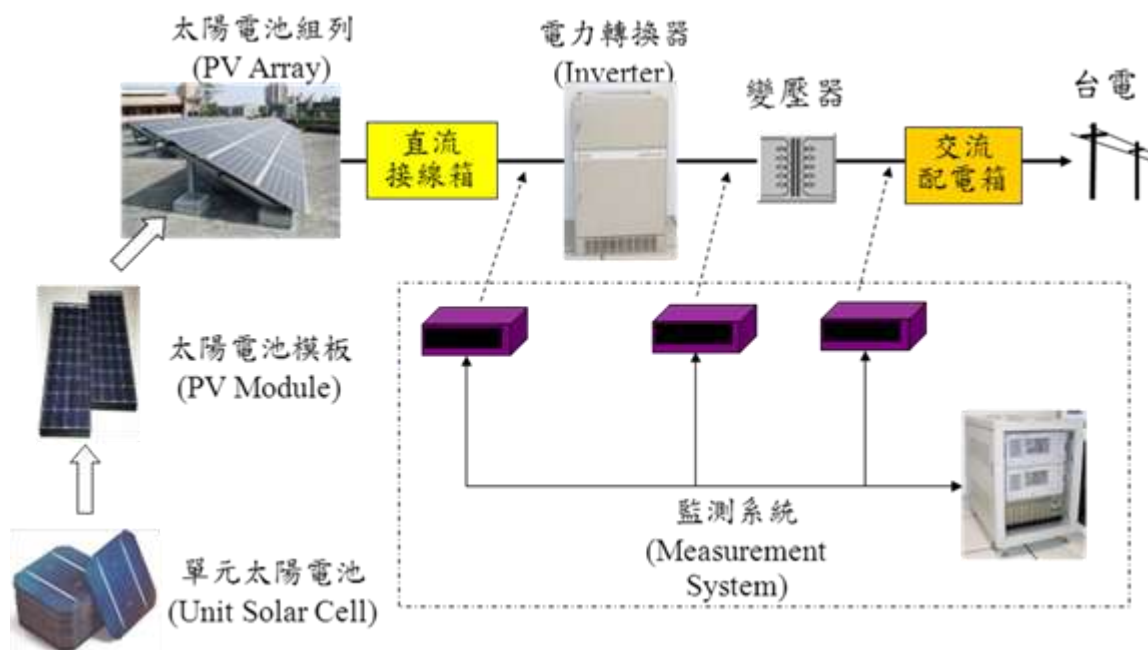 太陽電池組列
(PV Array)
電力轉換器
(Inverter)
變壓器
台電
直流
接線箱
交流
配電箱
太陽電池模板
(PV Module)
監測系統
(Measurement
System)
單元太陽電池
(Unit Solar Cell)